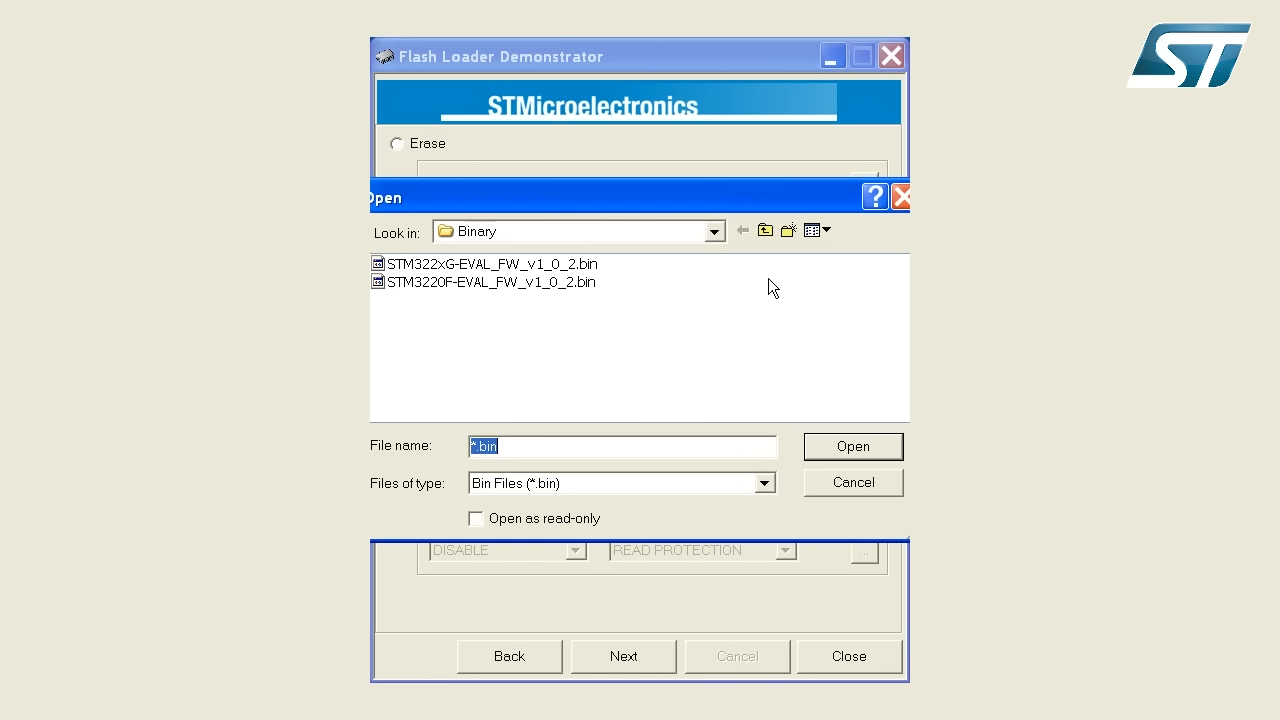 ST
Flash Loader Demonstrator
STMicroelectronics
Erase
Open
?
Look in: Binary
STM322xG-EVAL_FW_v1_0_2.bin
STM3220F-EVAL_FW_v1_0_2.bin
File name: *.bin Open
Files of type: Bin Files (*.bin) Cancel
Open as read-only
DISABLE READ PROTECTION ...
Back Next Cancel Close